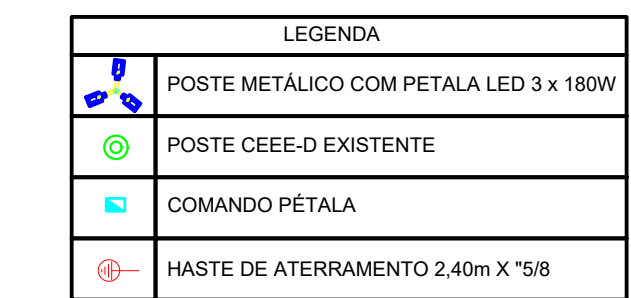 LEGENDA
POSTE METÁLICO COM PETALA LED 3 x 180W
POSTE CEEE-D EXISTENTE
COMANDO PÉTALA
HASTE DE ATERRAMENTO 2,40m X "5/8